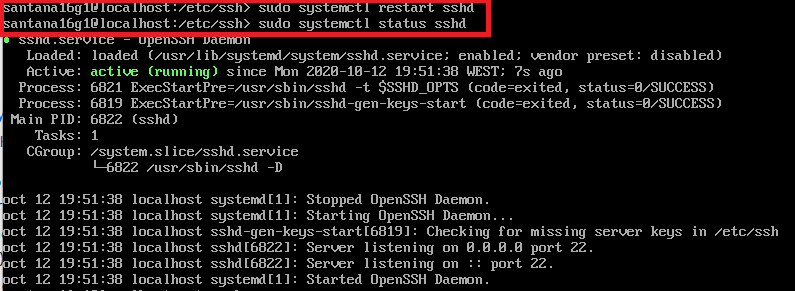 santana16g1@localhost:/etc/ssh> sudo systemctl restart sshd
santana16g1@localhost:/etc/ssh> sudo systemctl status sshd
● sshd.service - OpenSSH Daemon
Loaded: loaded (/usr/lib/systemd/system/sshd.service; enabled; vendor preset: disabled)
Active: active (running) since Mon 2020-10-12 19:51:38 WEST; 7s ago
Process: 6821 ExecStartPre=/usr/sbin/sshd -t $SSHD_OPTS (code=exited, status=0/SUCCESS)
Process: 6819 ExecStartPre=/usr/sbin/sshd-gen-keys-start (code=exited, status=0/SUCCESS)
Main PID: 6822 (sshd)
Tasks: 1
CGroup: /system.slice/sshd.service
└─6822 /usr/sbin/sshd -D
oct 12 19:51:38 localhost systemd[1]: Stopped OpenSSH Daemon.
oct 12 19:51:38 localhost systemd[1]: Starting OpenSSH Daemon...
oct 12 19:51:38 localhost sshd-gen-keys-start[6819]: Checking for missing server keys in /etc/ssh
oct 12 19:51:38 localhost sshd[6822]: Server listening on 0.0.0.0 port 22.
oct 12 19:51:38 localhost sshd[6822]: Server listening on :: port 22.
oct 12 19:51:38 localhost systemd[1]: Started OpenSSH Daemon.